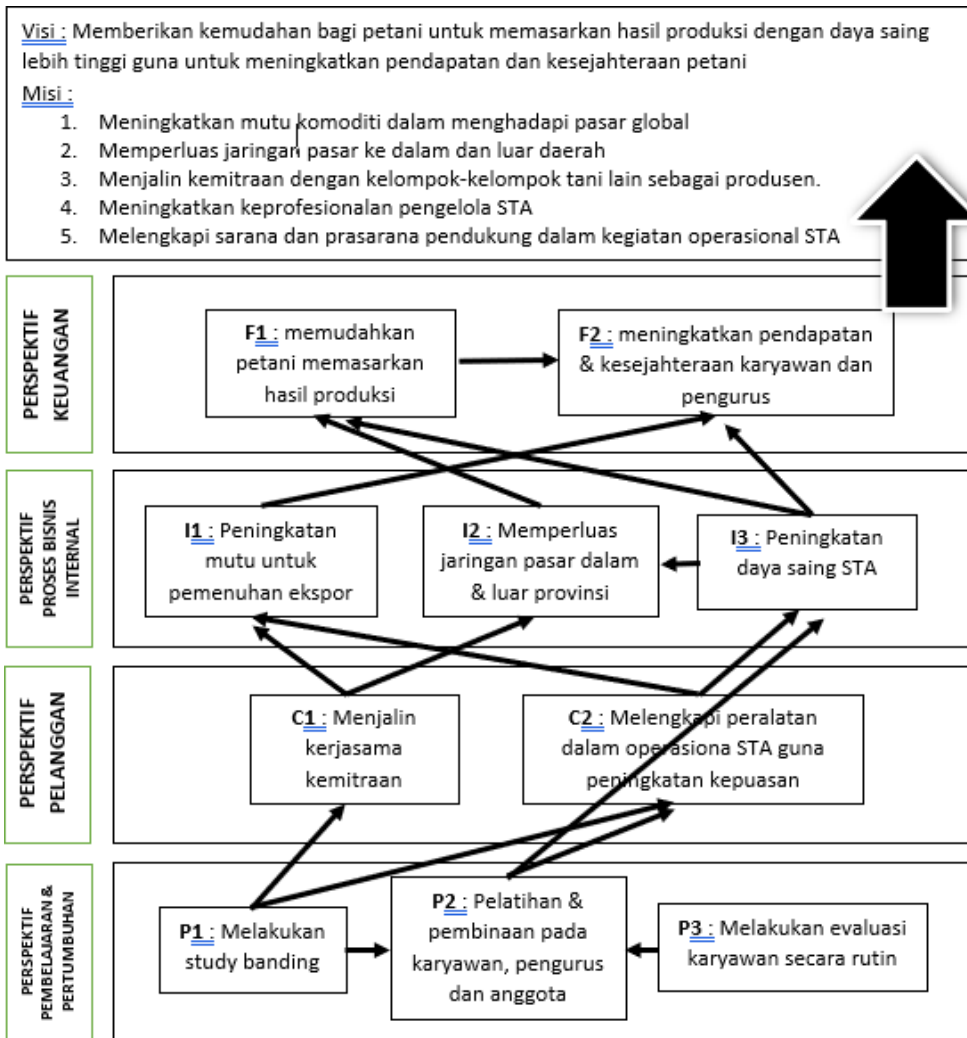 Visi : Memberikan kemudahan bagi petani untuk memasarkan hasil produksi dengan daya saing
lebih tinggi guna untuk meningkatkan pendapatan dan kesejahteraan petani
Misi :
1. Meningkatkan mutu komoditi dalam menghadapi pasar global
2. Memperluas jaringan pasar ke dalam dan luar daerah
3. Menjalin kemitraan dengan kelompok-kelompok tani lain sebagai produsen.
4. Meningkatkan keprofesionalan pengelola STA
5. Melengkapi sarana dan prasarana pendukung dalam kegiatan operasional STA
PERSPEKTIF
KEUANGAN
F1 : memudahkan
petani memasarkan
hasil produksi
F2 : meningkatkan pendapatan
& kesejahteraan karyawan dan
pengurus
PERSPEKTIF
PROSES BISNIS
INTERNAL
I1 : Peningkatan
mutu untuk
pemenuhan ekspor
I2 : Memperluas
jaringan pasar dalam
& luar provinsi
I3 : Peningkatan
daya saing STA
PERSPEKTIF
PELANGGAN
C1 : Menjalin
kerjasama
kemitraan
C2 : Melengkapi peralatan
dalam operasiona STA guna
peningkatan kepuasan
PERSPEKTIF
PEMBELAJARAN &
PERTUMBUHAN
P1 : Melakukan
study banding
P2 : Pelatihan &
pembinaan pada
karyawan, pengurus
dan anggota
P3 : Melakukan evaluasi
karyawan secara rutin